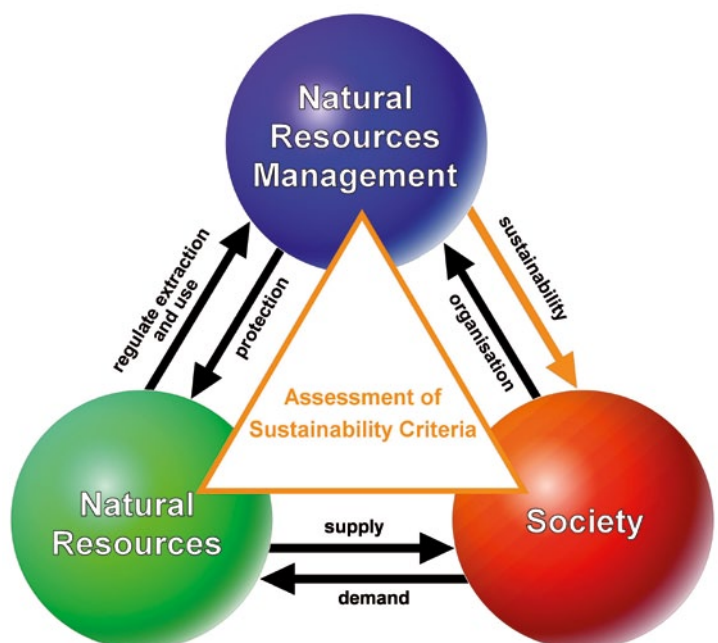 Natural
Resources
Management
regulate extraction
and use
protection
sustainability
organisation
Assessment of
Sustainability Criteria
Natural
Resources
supply
demand
Society